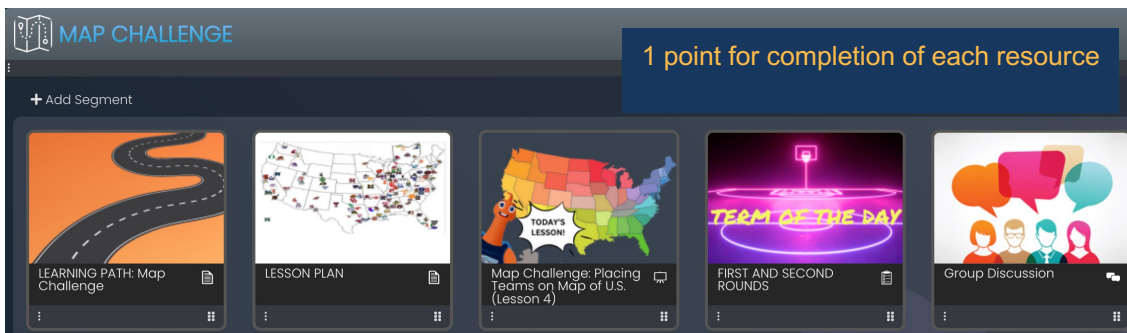 MAP CHALLENGE
1 point for completion of each resource
+ Add Segment
TODAY'S
LESSON!
TERM OF THE DAY
LEARNING PATH: Map
Challenge
LESSON PLAN
Map Challenge: Placing
Teams on Map of U.S.
(Lesson 4)
FIRST AND SECOND
ROUNDS
Group Discussion